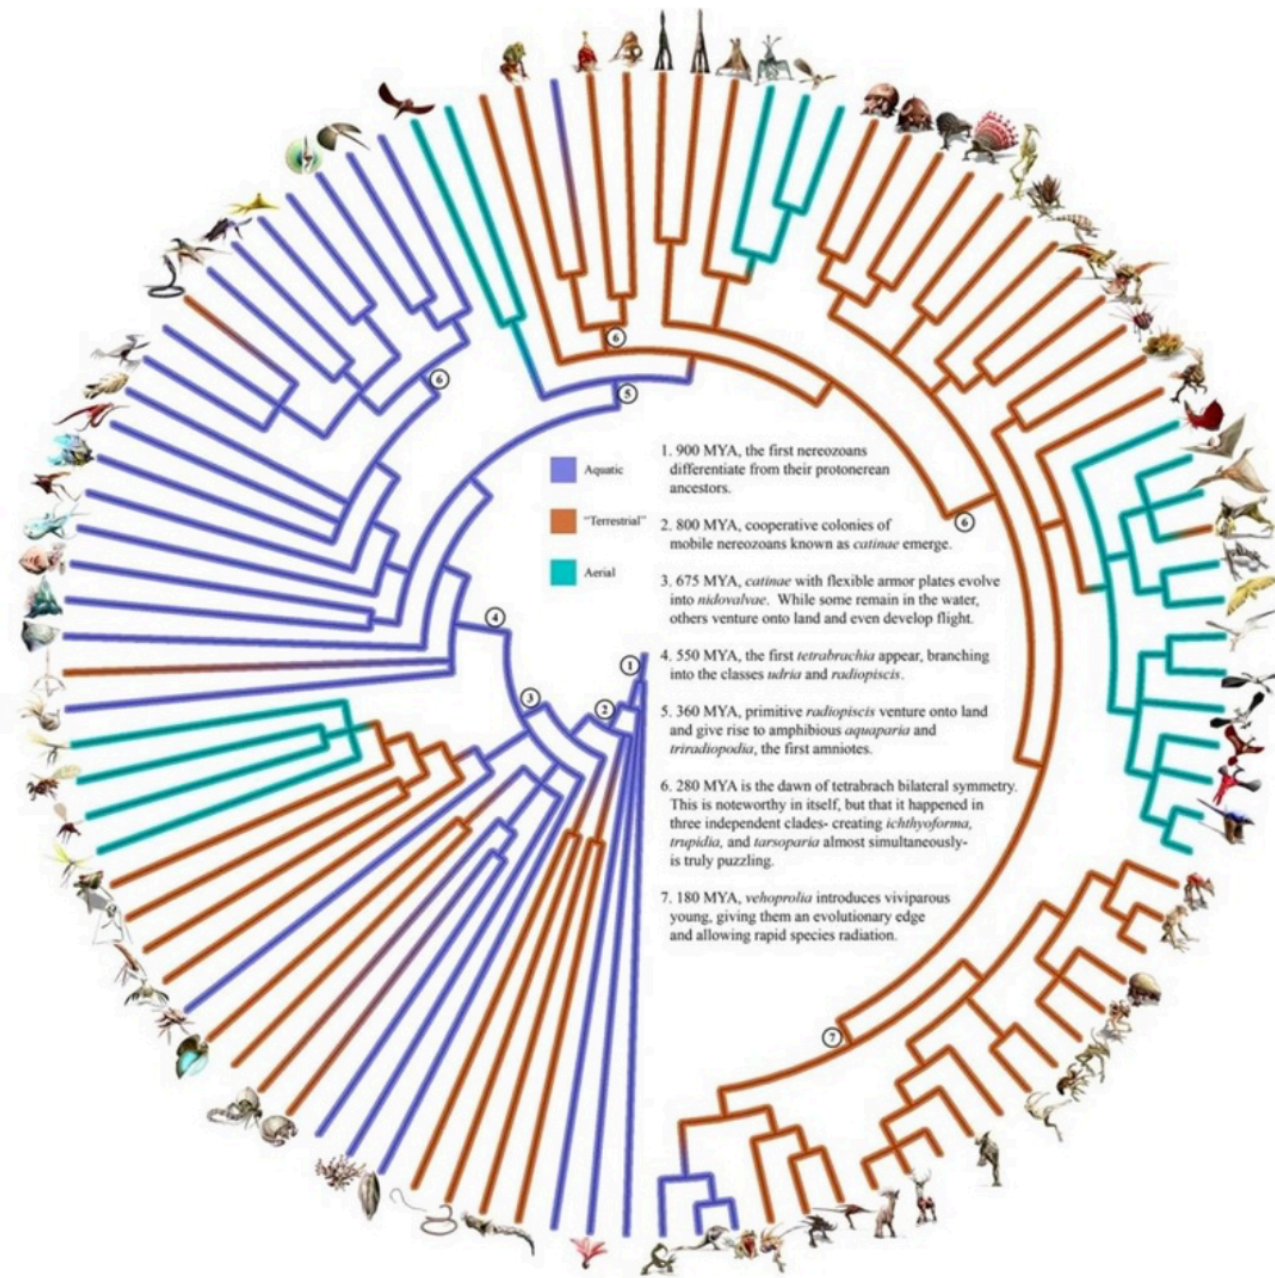 Aquatic
"Terrestrial"
Aerial
1. 900 MYA, the first nereozoans
differentiate from their protonerean
ancestors.
2. 800 MYA, cooperative colonies of
mobile nereozoans known as catinae emerge.
3. 675 MYA, catinae with flexible armor plates evolve
into nidovalvae. While some remain in the water,
others venture onto land and even develop flight.
4. 550 MYA, the first tetrabrachia appear, branching
into the classes udria and radiopiscis.
5. 360 MYA, primitive radiopiscis venture onto land
and give rise to amphibious aquaparia and
triradiopodia, the first amniotes.
6. 280 MYA is the dawn of tetrabrach bilateral symmetry.
This is noteworthy in itself, but that it happened in
three independent clades- creating ichthyoforma,
trupidia, and tarsoparia almost simultaneously-
is truly puzzling.
7. 180 MYA, vehoprolia introduces viviparous
young, giving them an evolutionary edge
and allowing rapid species radiation.
6
6
5
6
4
1
3
2
7